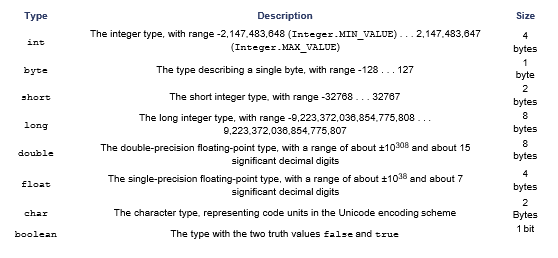 Type Description Size
int The integer type, with range -2,147,483,648 (Integer.MIN_VALUE) . . . 2,147,483,647 4
(Integer.MAX_VALUE) bytes
byte The type describing a single byte, with range -128 . . . 127 1
byte
short The short integer type, with range -32768 . . . 32767 2
bytes
long The long integer type, with range -9,223,372,036,854,775,808 . . . 8
9,223,372,036,854,775,807 bytes
double The double-precision floating-point type, with a range of about ±10³⁰⁸ and about 15 8
significant decimal digits bytes
float The single-precision floating-point type, with a range of about ±10³⁸ and about 7 4
significant decimal digits bytes
char The character type, representing code units in the Unicode encoding scheme 2
Bytes
boolean The type with the two truth values false and true 1 bit